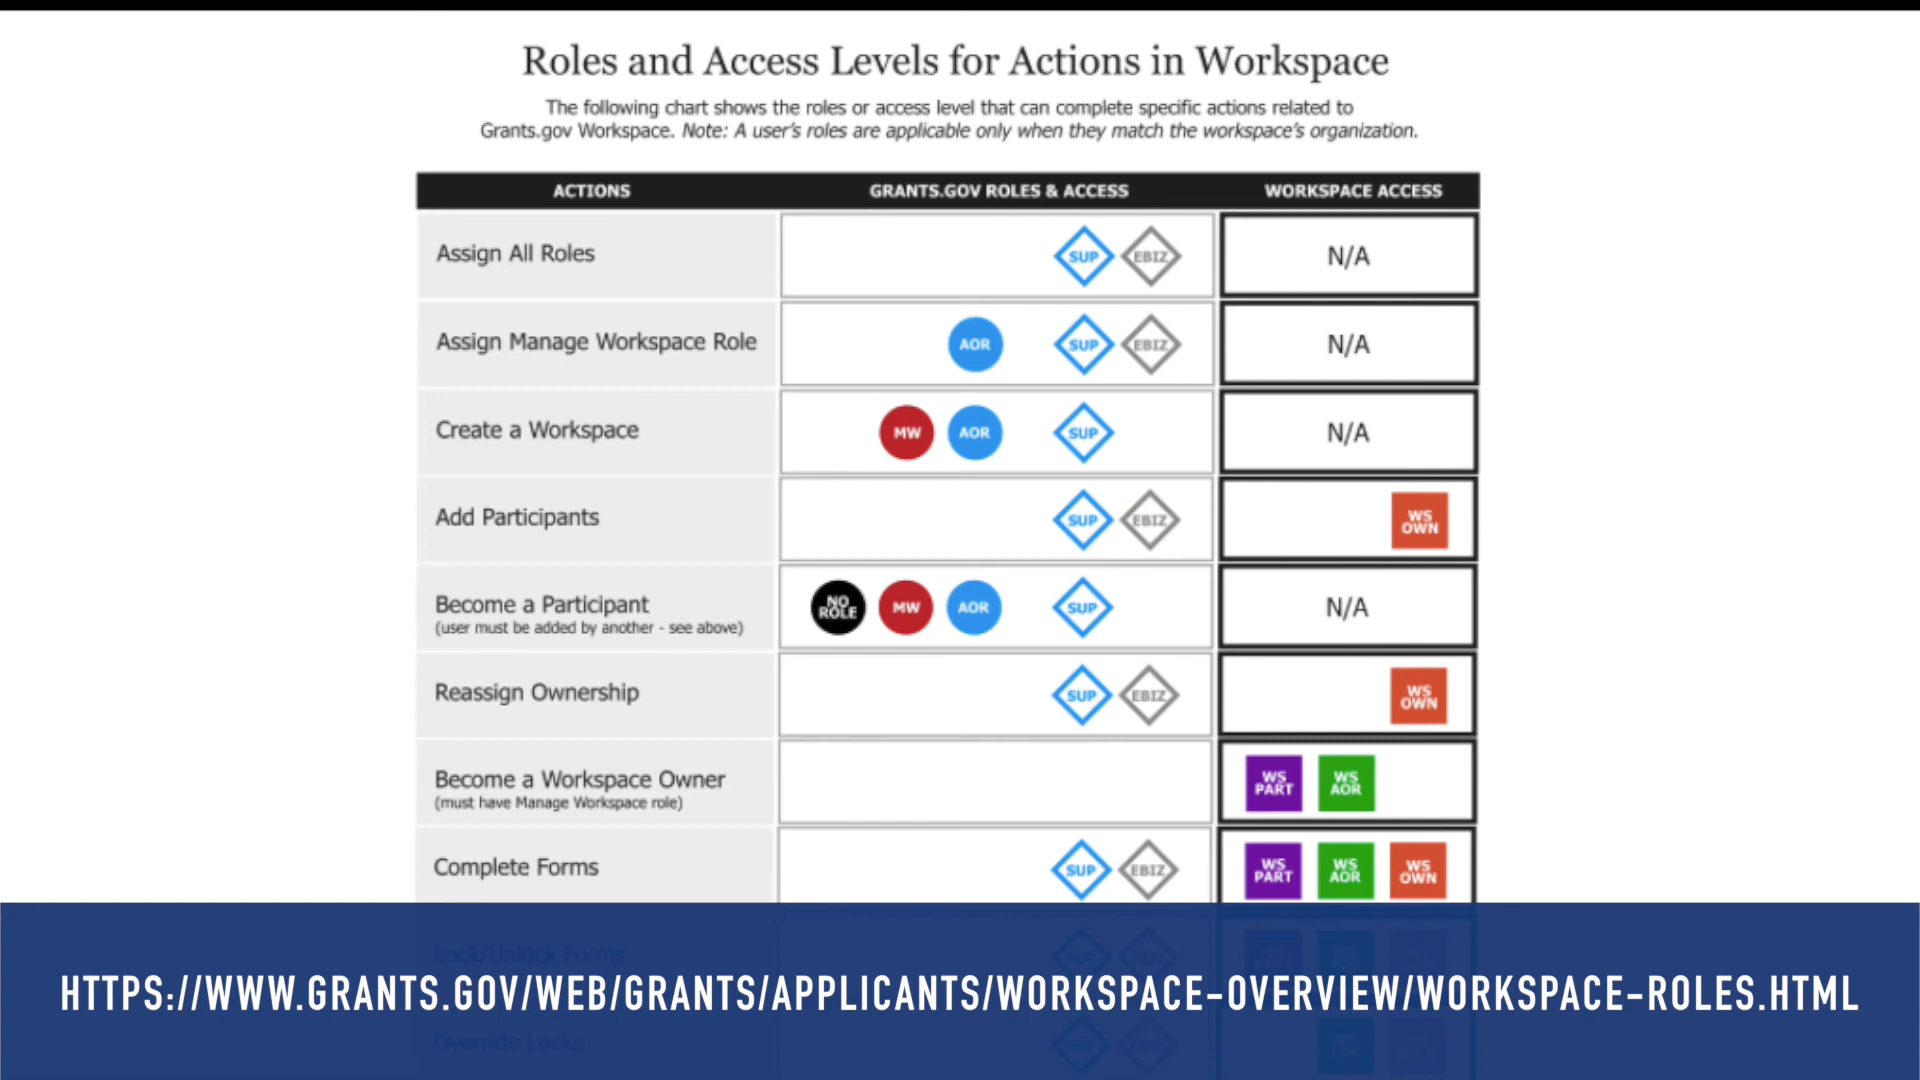 Roles and Access Levels for Actions in Workspace
The following chart shows the roles or access level that can complete specific actions related to
Grants.gov Workspace. Note: A user's roles are applicable only when they match the workspace's organization.
ACTIONS GRANTS.GOV ROLES & ACCESS WORKSPACE ACCESS
Assign All Roles SUP EBIZ N/A
Assign Manage Workspace Role AOR SUP EBIZ N/A
Create a Workspace MW AOR SUP N/A
Add Participants SUP EBIZ WS OWN
Become a Participant NO ROLE MW AOR SUP N/A
(user must be added by another - see above)
Reassign Ownership SUP EBIZ WS OWN
Become a Workspace Owner WS PART WS AOR
(must have Manage Workspace role)
Complete Forms SUP EBIZ WS PART WS AOR WS OWN
Lock/Unlock Forms
HTTPS://WWW.GRANTS.GOV/WEB/GRANTS/APPLICANTS/WORKSPACE-OVERVIEW/WORKSPACE-ROLES.HTML
Override Locks